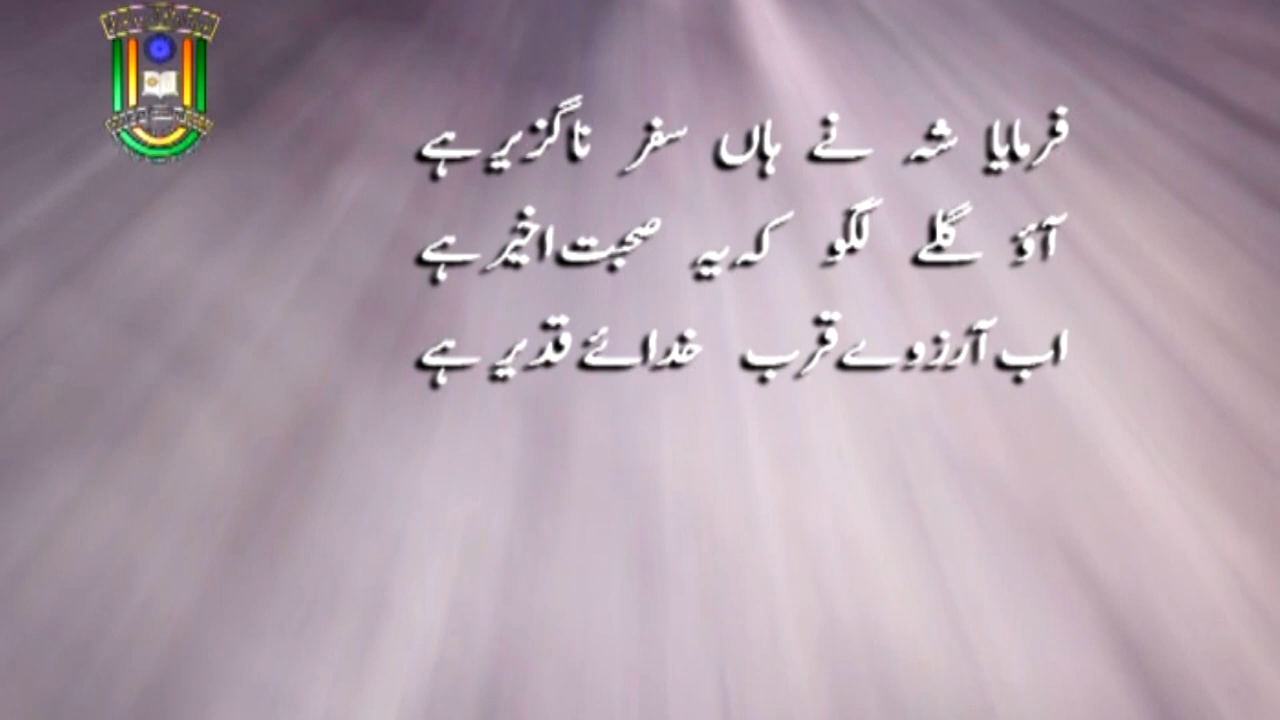 فرمایا شہ نے ہاں سفر ناگزیر ہے
آؤ گلے لگو کہ یہ صحبت اخیر ہے
اب آرزوے قرب خدائے قدیر ہے